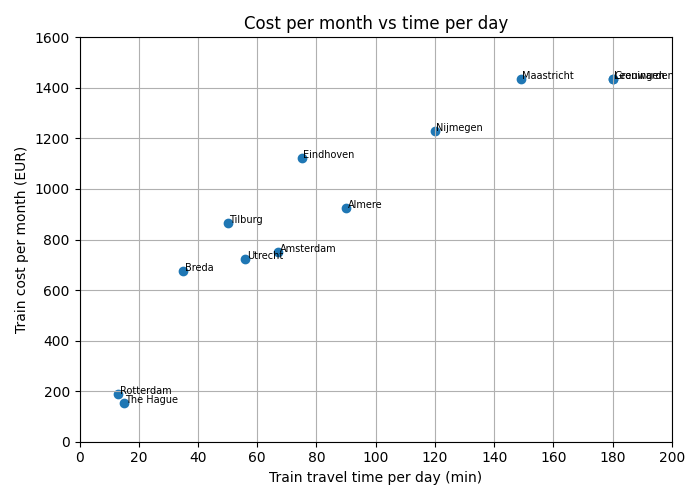 Cost per month vs time per day
1600
1400
1200
1000
800
600
400
200
0
Train cost per month (EUR)
Maastricht
Nijmegen
Eindhoven
Almere
Tilburg
Amsterdam
Utrecht
Breda
Rotterdam
The Hague
0 20 40 60 80 100 120 140 160 180 200
Train travel time per day (min)